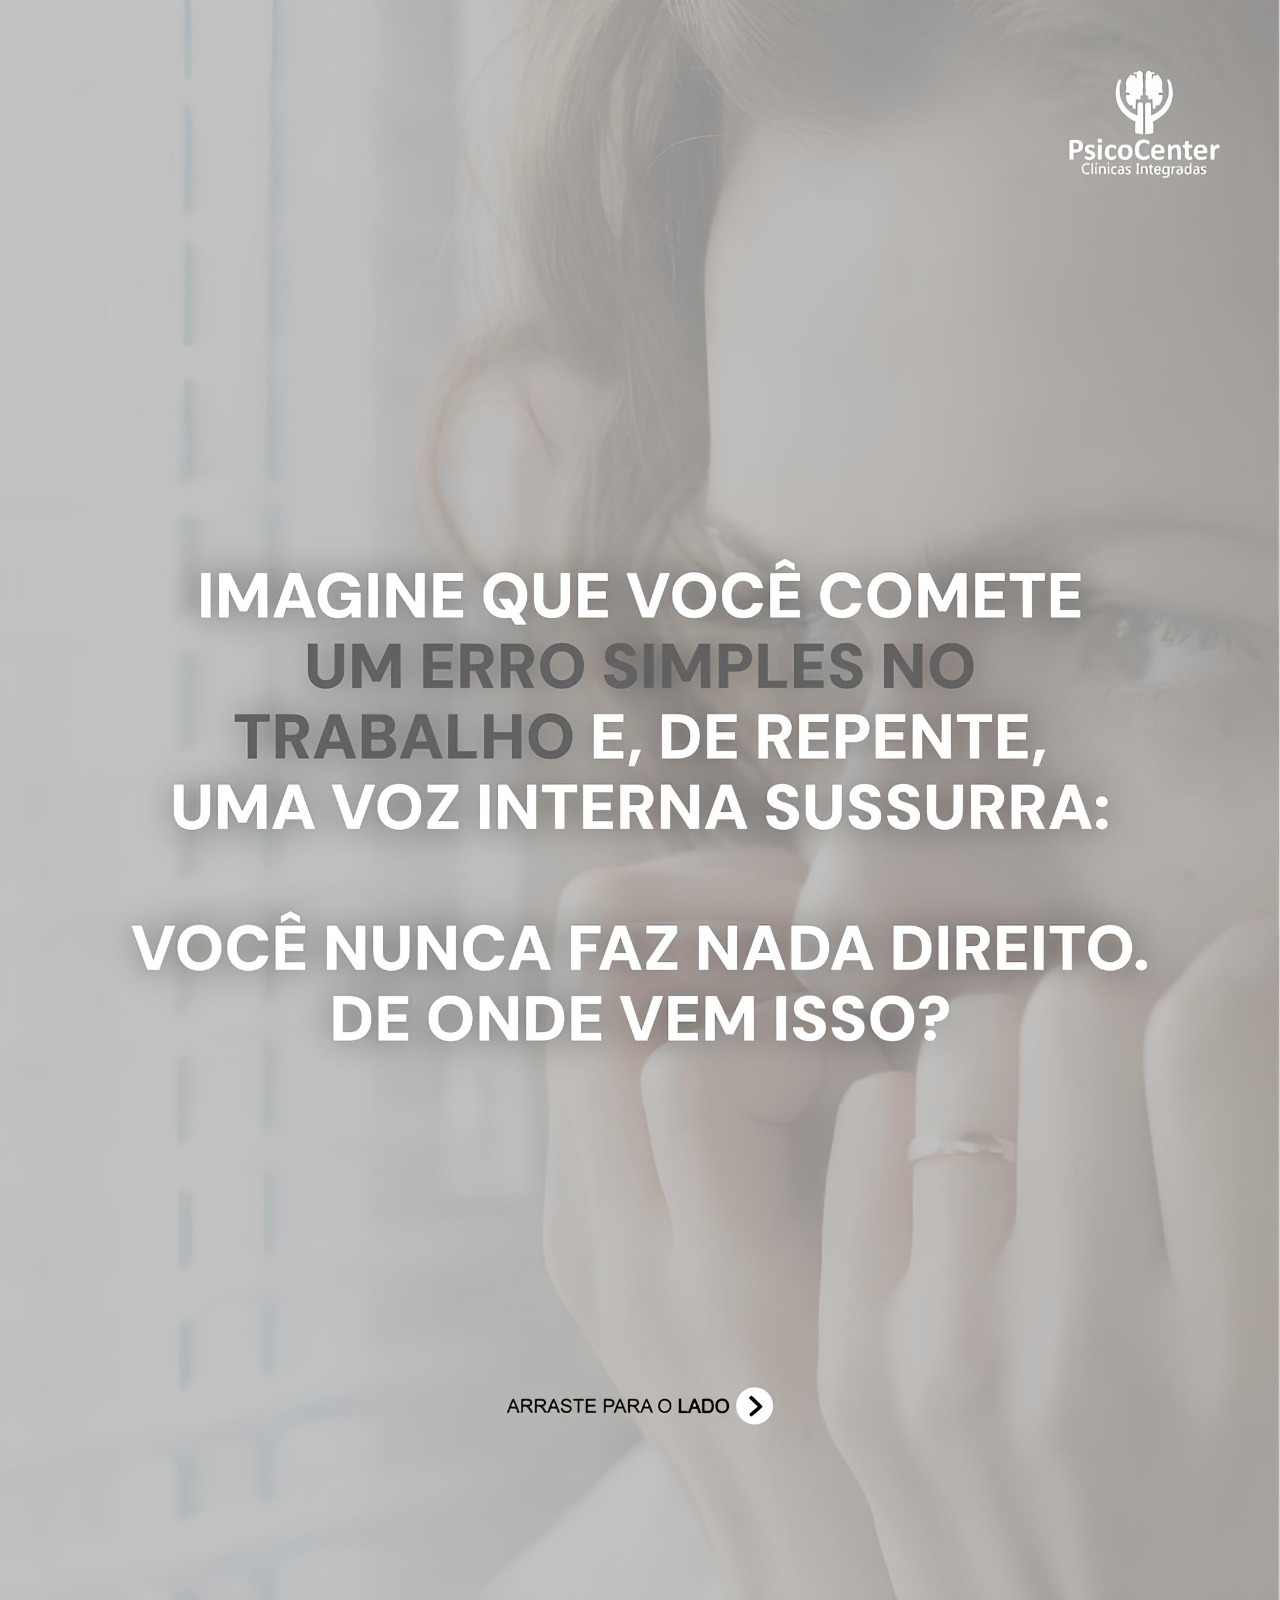 PsicoCenter
Clínicas Integradas
IMAGINE QUE VOCÊ COMETE
UM ERRO SIMPLES NO
TRABALHO E, DE REPENTE,
UMA VOZ INTERNA SUSSURRA:
VOCÊ NUNCA FAZ NADA DIREITO.
DE ONDE VEM ISSO?
ARRASTE PARA O LADO